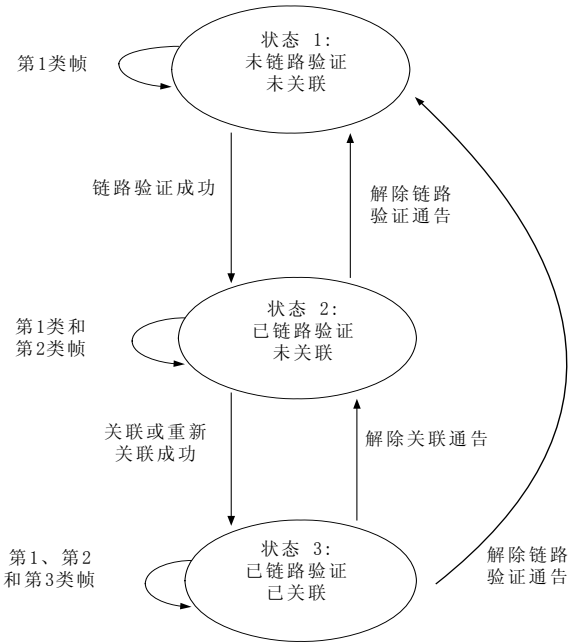 状态 1:
未链路验证
未关联
第1类帧
链路验证成功
解除链路
验证通告
状态 2:
已链路验证
未关联
第1类和
第2类帧
关联或重新
关联成功
解除关联通告
状态 3:
已链路验证
已关联
第1、第2
和第3类帧
解除链路
验证通告